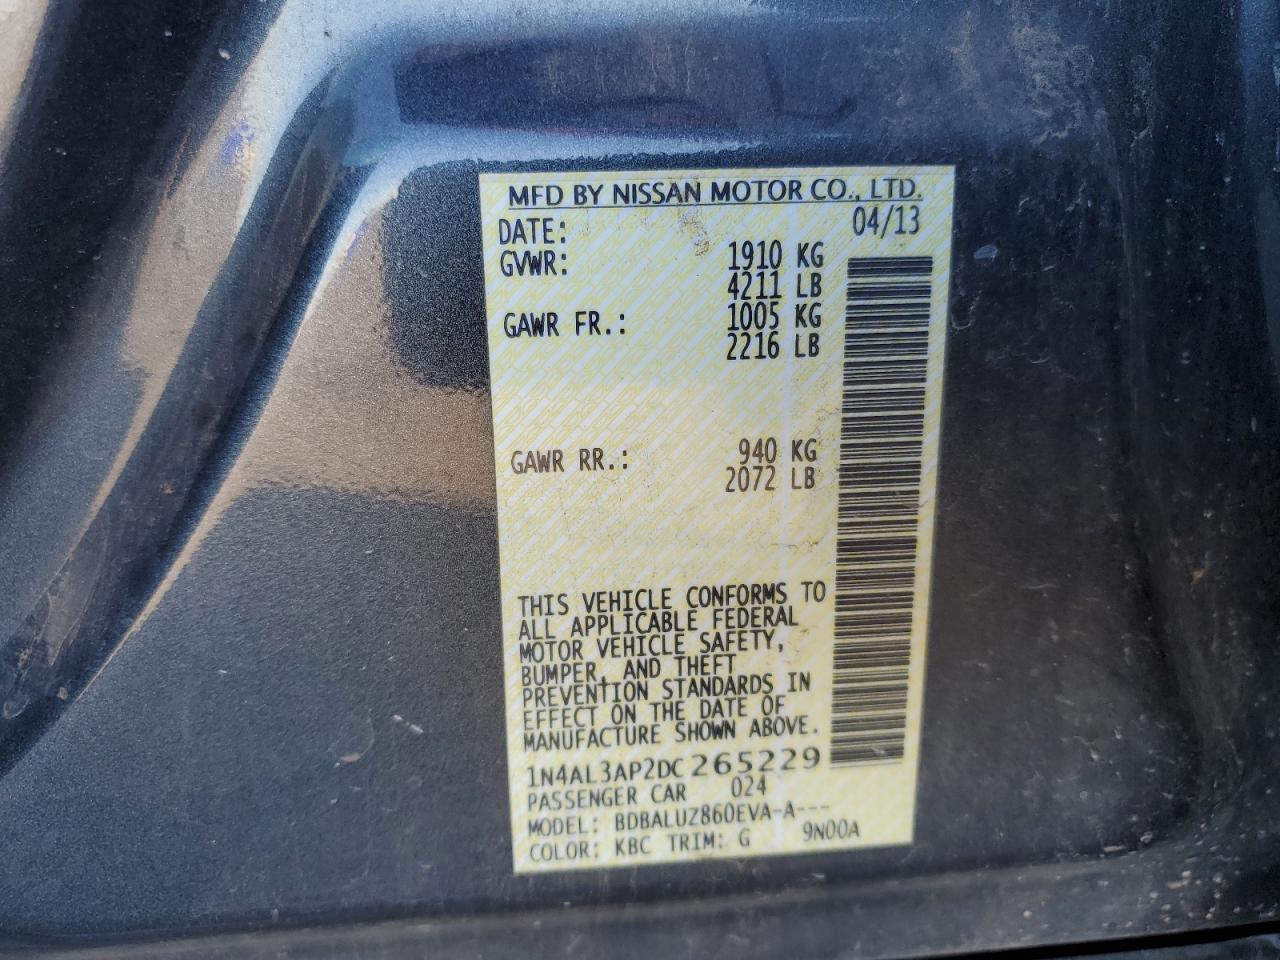 MFD BY NISSAN MOTOR CO., LTD.
DATE: 04/13
GVWR: 1910 KG
4211 LB
GAWR FR.: 1005 KG
2216 LB
GAWR RR.: 940 KG
2072 LB
THIS VEHICLE CONFORMS TO
ALL APPLICABLE FEDERAL
MOTOR VEHICLE SAFETY,
BUMPER, AND THEFT
PREVENTION STANDARDS IN
EFFECT ON THE DATE OF
MANUFACTURE SHOWN ABOVE.
1N4AL3AP2DC265229
PASSENGER CAR 024
MODEL: BDBALUZ860EVA-A---
COLOR: KBC TRIM: G 9N00A